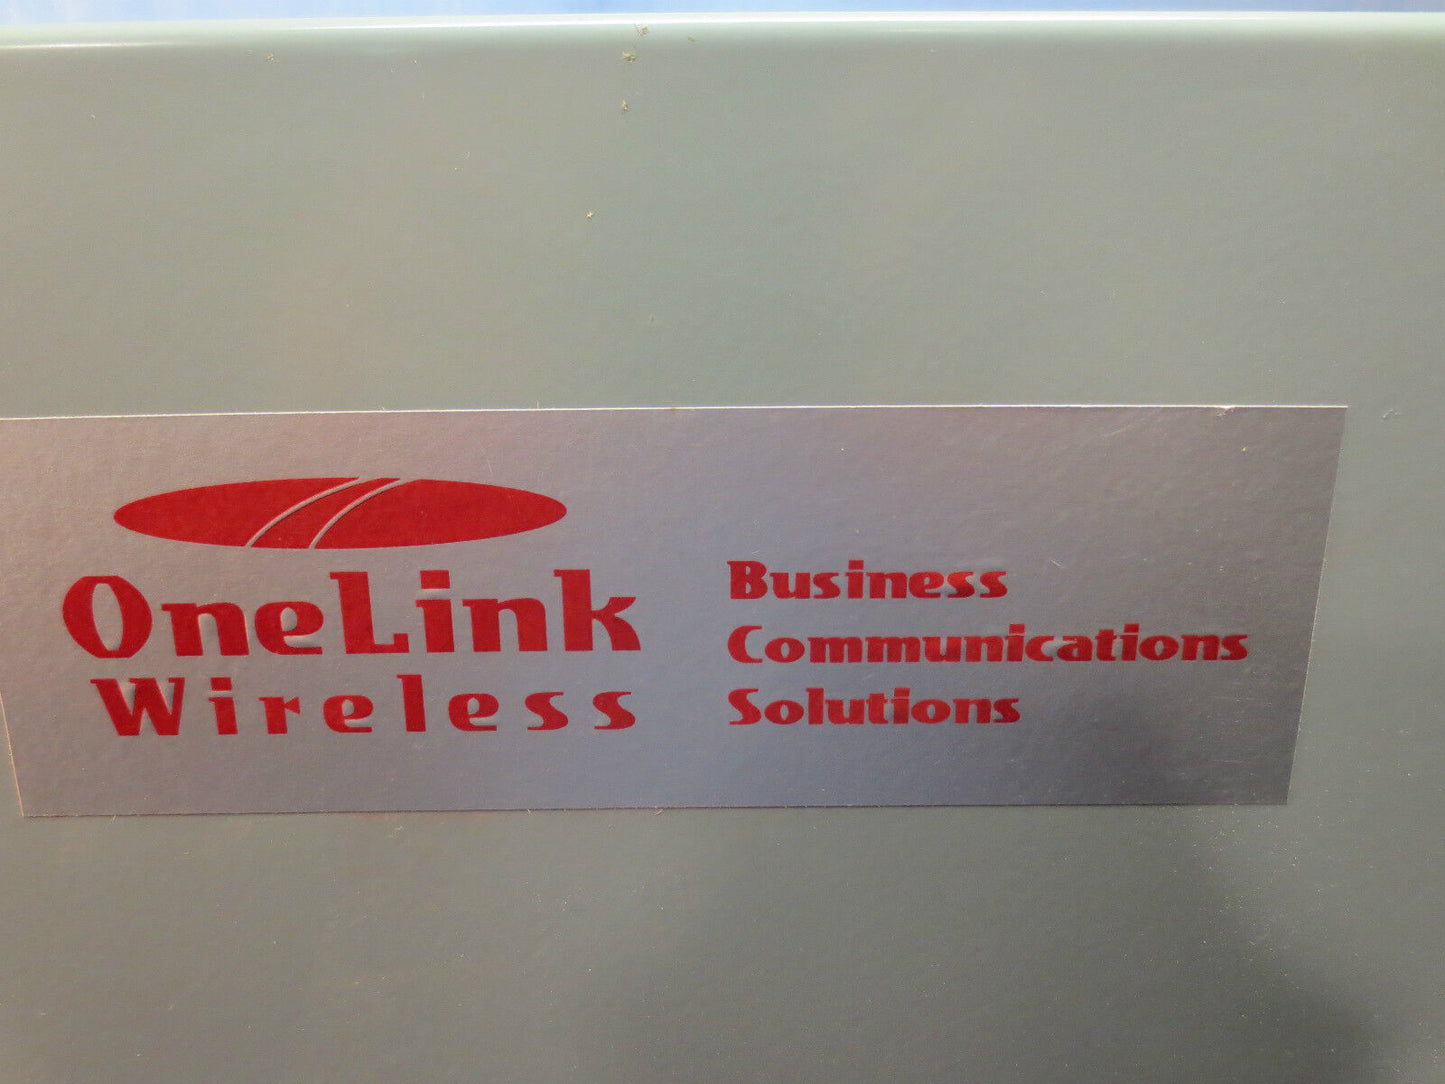 OneLink
Wireless
Business
Communications
Solutions